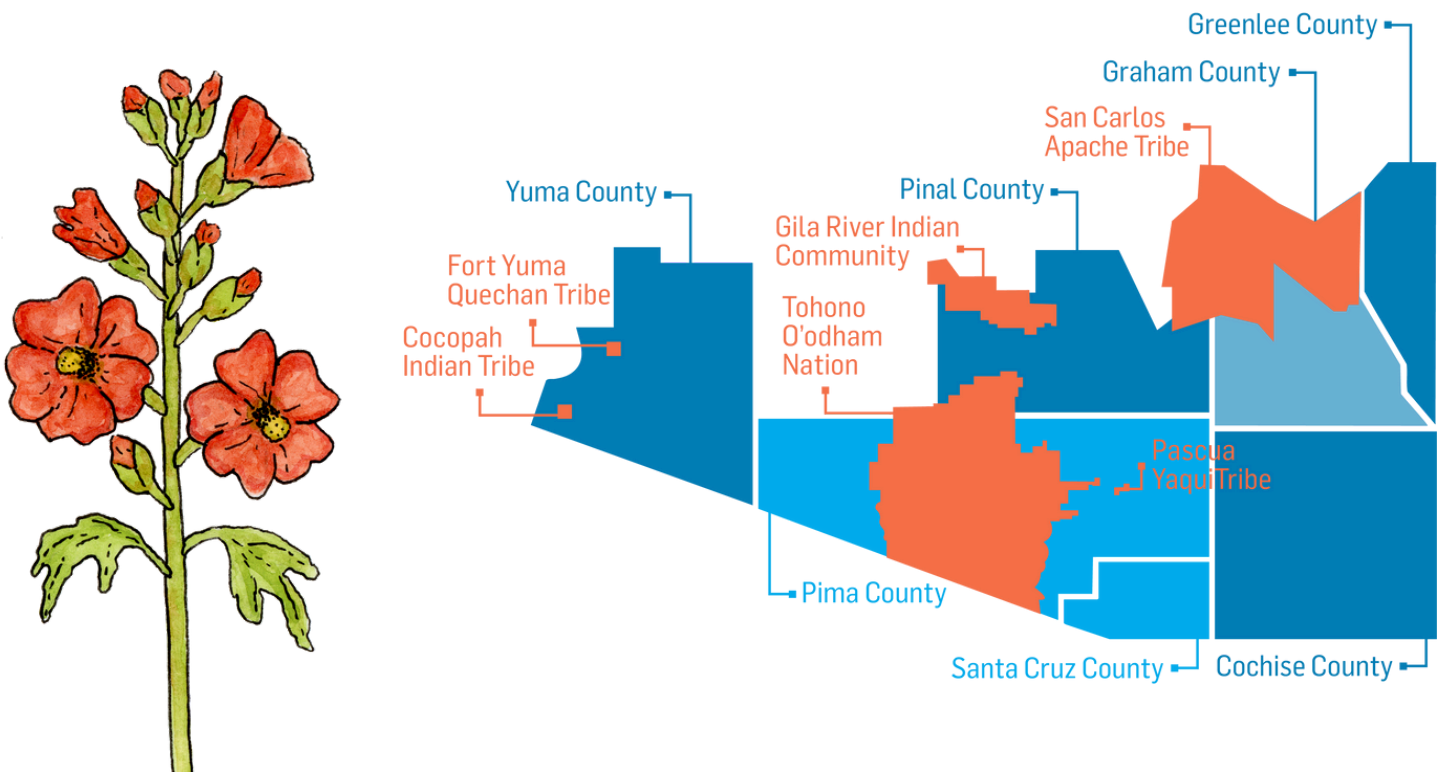 Greenlee County
Graham County
San Carlos
Apache Tribe
Yuma County
Pinal County
Gila River Indian
Community
Fort Yuma
Quechan Tribe
Tohono
O'odham
Nation
Cocopah
Indian Tribe
Pascua
YaquiTribe
Pima County
Santa Cruz County
Cochise County